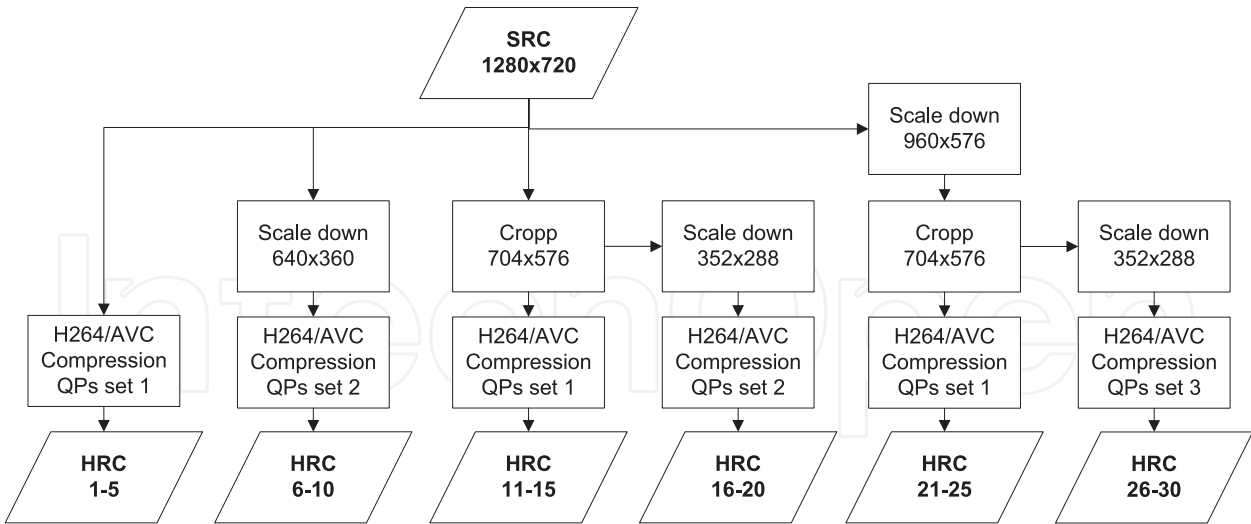 SRC
1280x720
Scale down
960x576
Scale down
640x360
Cropp
704x576
Scale down
352x288
Cropp
704x576
Scale down
352x288
H264/AVC
Compression
QPs set 1
H264/AVC
Compression
QPs set 2
H264/AVC
Compression
QPs set 1
H264/AVC
Compression
QPs set 2
H264/AVC
Compression
QPs set 1
H264/AVC
Compression
QPs set 3
HRC
1-5
HRC
6-10
HRC
11-15
HRC
16-20
HRC
21-25
HRC
26-30
IntechOpen